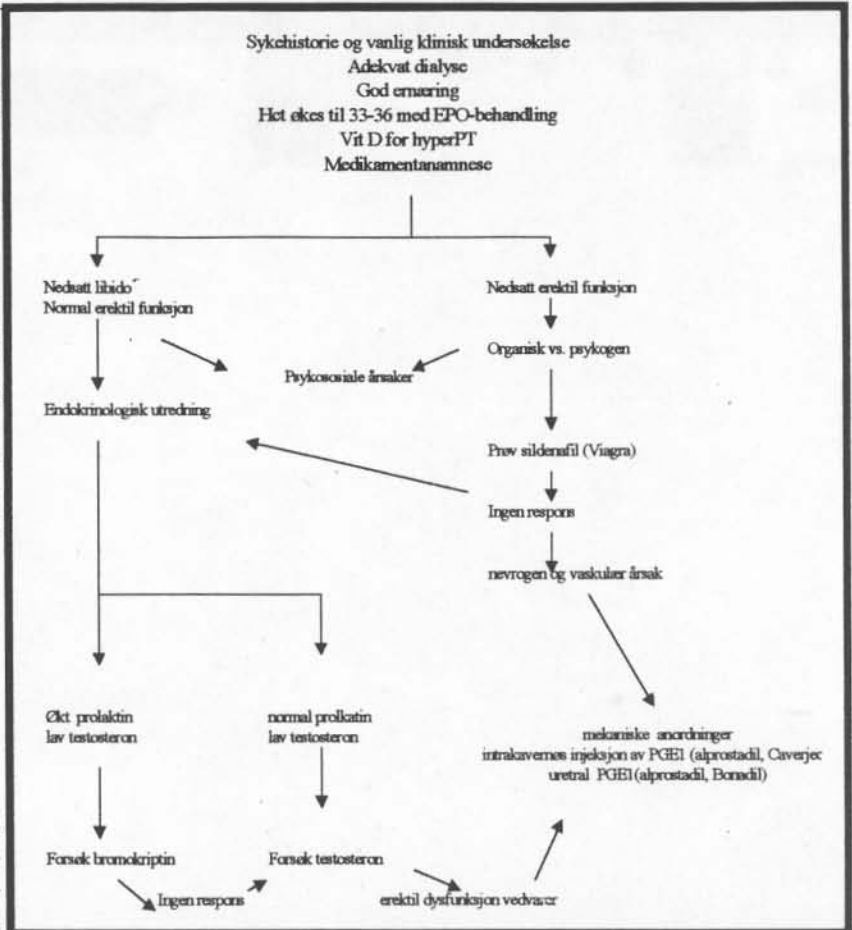 Sykehistorie og vanlig klinisk undersøkelse
Adekvat dialyse
God ernæring
Hct økes til 33-36 med EPO-behandling
Vit D for hyperPT
Medikamentanamnese
Nedsatt libido
Normal erektil funksjon
Nedsatt erektil funksjon
Organisk vs. psykogen
Psykososiale årsaker
Endokrinologisk utredning
Prøv sildenafil (Viagra)
Ingen respons
nevrogen og vaskulær årsak
Økt prolaktin
lav testosteron
normal prolkatin
lav testosteron
mekaniske anordninger
intrakavernøs injeksjon av PGE1 (alprostadil, Caverjec
uretral PGE1(alprostadil, Bonadil)
Forsøk bromokriptin
Forsøk testosteron
Ingen respons
erektil dysfunksjon vedvarer